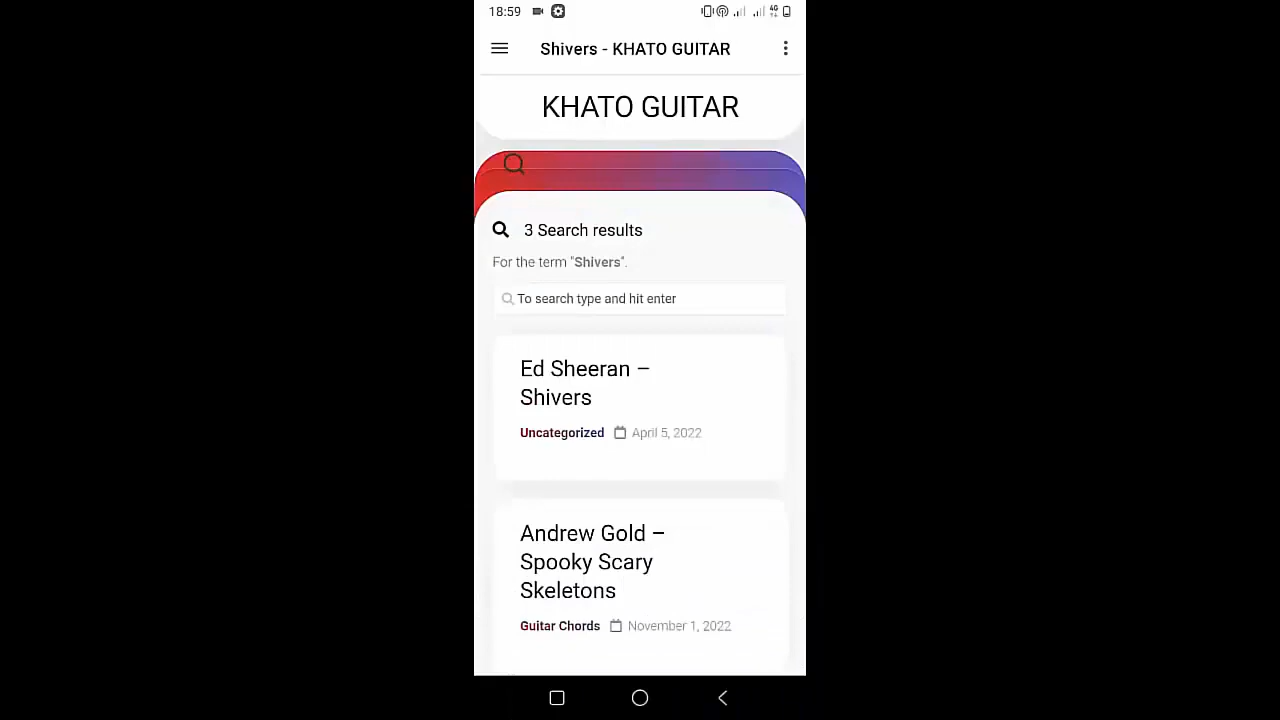 18:59
4G
Shivers - KHATO GUITAR
KHATO GUITAR
3 Search results
For the term "Shivers".
To search type and hit enter
Ed Sheeran –
Shivers
Uncategorized April 5, 2022
Andrew Gold –
Spooky Scary
Skeletons
Guitar Chords November 1, 2022